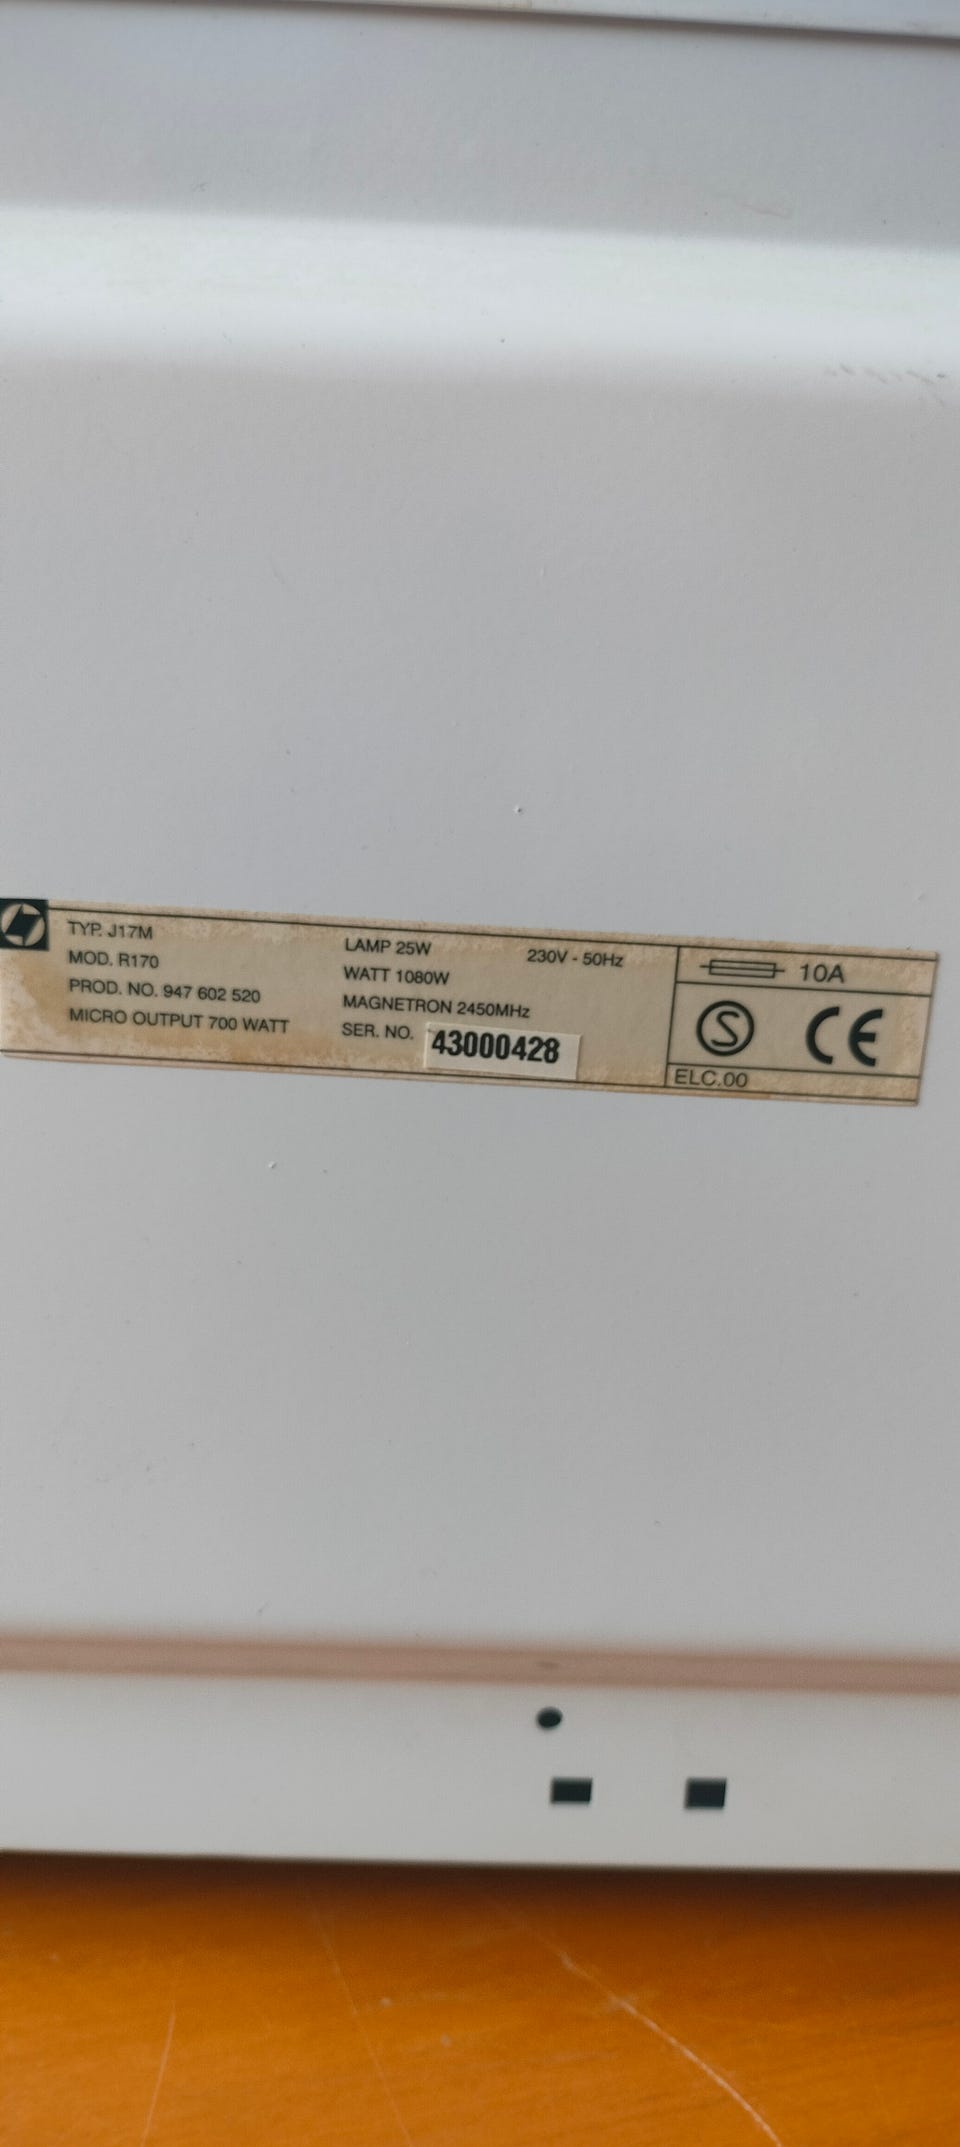 TYP. J17M
MOD. R170
PROD. NO. 947 602 520
MICRO OUTPUT 700 WATT
LAMP 25W 230V - 50Hz
WATT 1080W
MAGNETRON 2450MHz
SER. NO. 43000428
10A
S CE
ELC.00